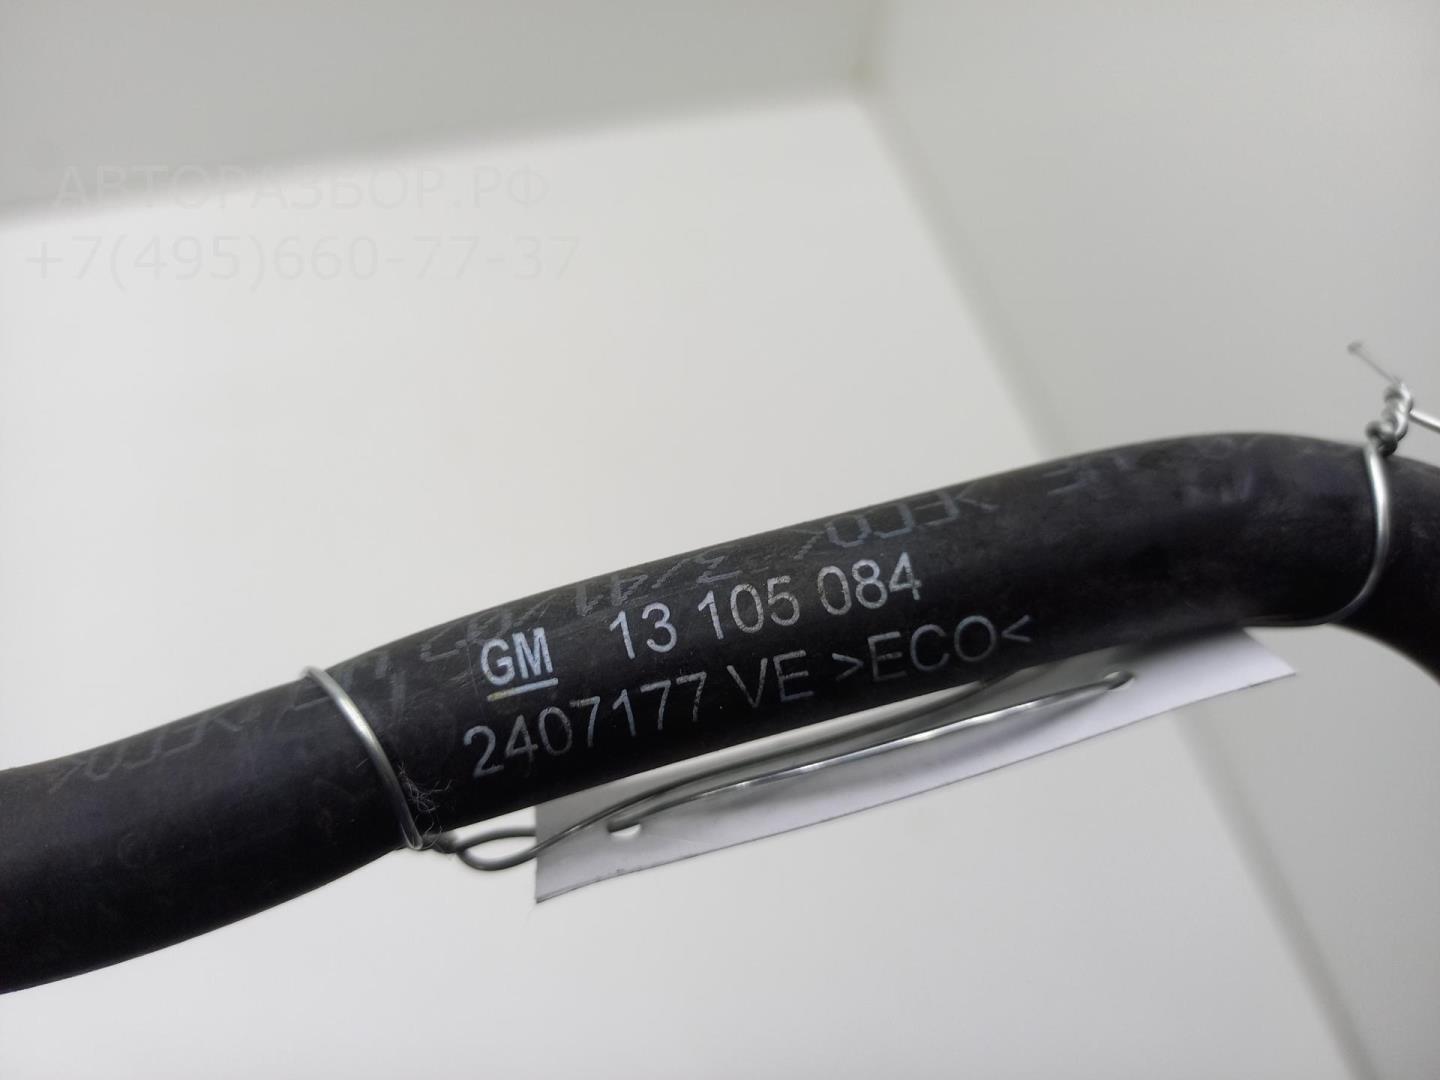 АВТОРАЗБОР.РФ
+7(495)660-77-37
GM 13 105 084
2407177 VE >ECO<